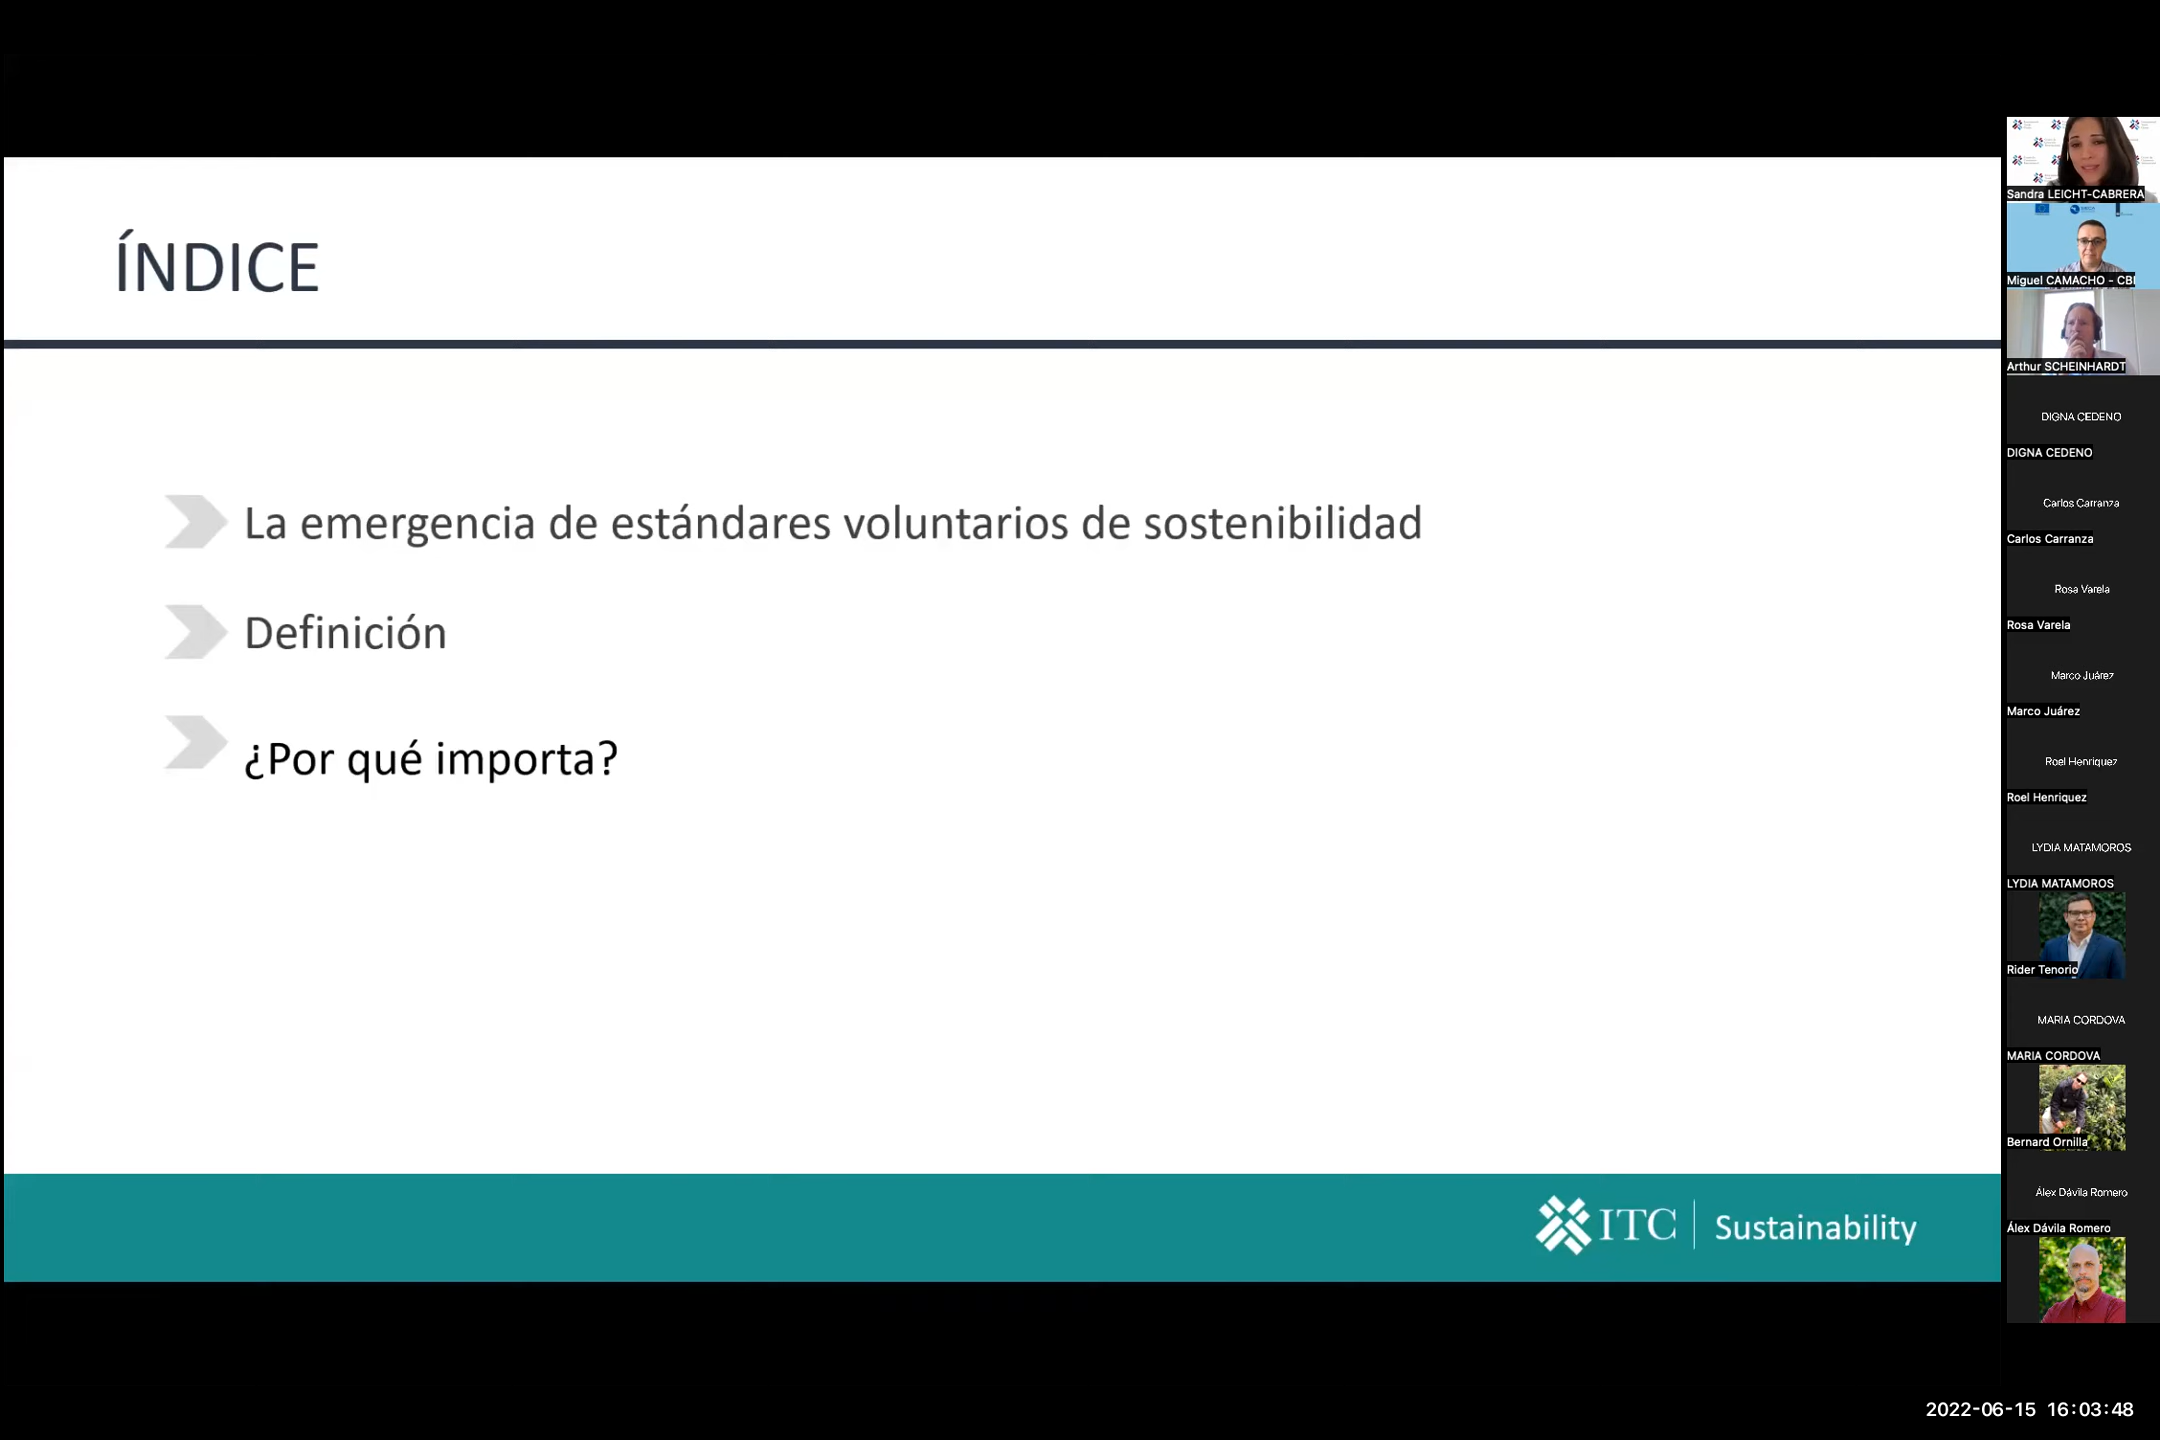 ÍNDICE
La emergencia de estándares voluntarios de sostenibilidad
Definición
¿Por qué importa?
ITC | Sustainability
Sandra LEICHT-CABRERA
Miguel CAMACHO - CBI
Arthur SCHEINHARDT
DIGNA CEDENO
DIGNA CEDENO
Carlos Carranza
Carlos Carranza
Rosa Varela
Rosa Varela
Marco Juárez
Marco Juárez
Roel Henriquez
Roel Henriquez
LYDIA MATAMOROS
LYDIA MATAMOROS
Rider Tenorio
MARIA CORDOVA
MARIA CORDOVA
Bernard Ornilla
Álex Dávila Romero
Álex Dávila Romero
2022-06-15 16:03:48